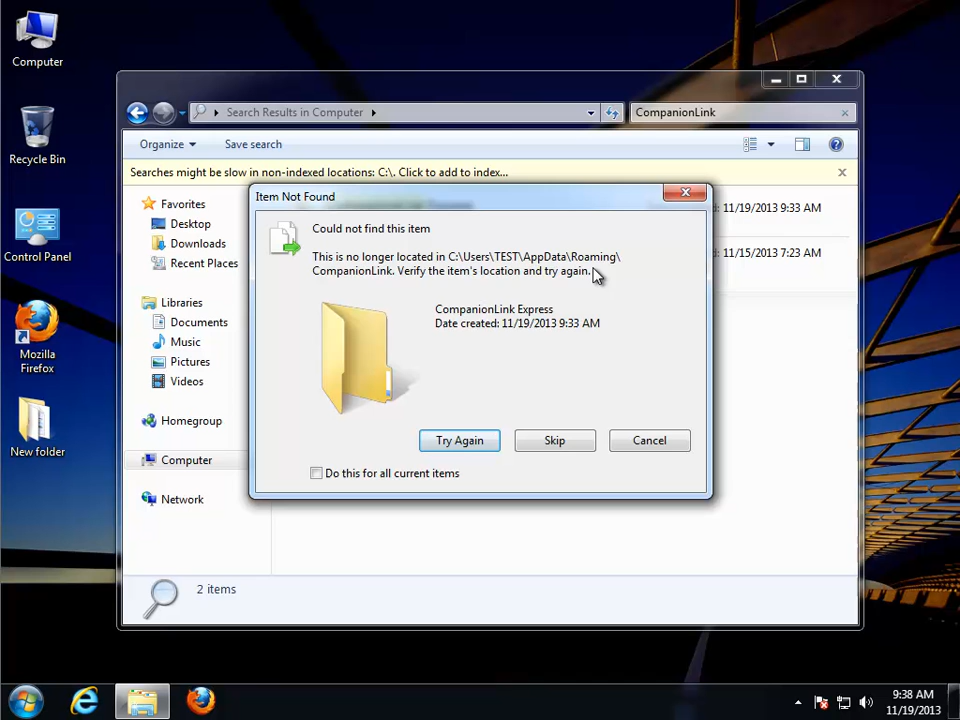 Computer
Recycle Bin
Control Panel
Mozilla
Firefox
New folder
Search Results in Computer
CompanionLink
Organize
Save search
Searches might be slow in non-indexed locations: C:\. Click to add to index...
Favorites
Desktop
Downloads
Recent Places
Libraries
Documents
Music
Pictures
Videos
Homegroup
Computer
Network
: 11/19/2013 9:33 AM
: 11/15/2013 7:23 AM
Item Not Found
Could not find this item
This is no longer located in C:\Users\TEST\AppData\Roaming\
CompanionLink. Verify the item's location and try again.
CompanionLink Express
Date created: 11/19/2013 9:33 AM
Try Again
Skip
Cancel
Do this for all current items
2 items
9:38 AM
11/19/2013